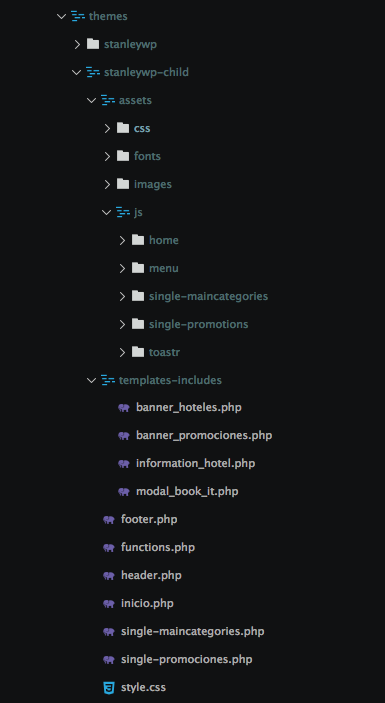 themes
stanleywp
stanleywp-child
assets
css
fonts
images
js
home
menu
single-maincategories
single-promotions
toastr
templates-includes
banner_hoteles.php
banner_promociones.php
information_hotel.php
modal_book_it.php
footer.php
functions.php
header.php
inicio.php
single-maincategories.php
single-promociones.php
style.css